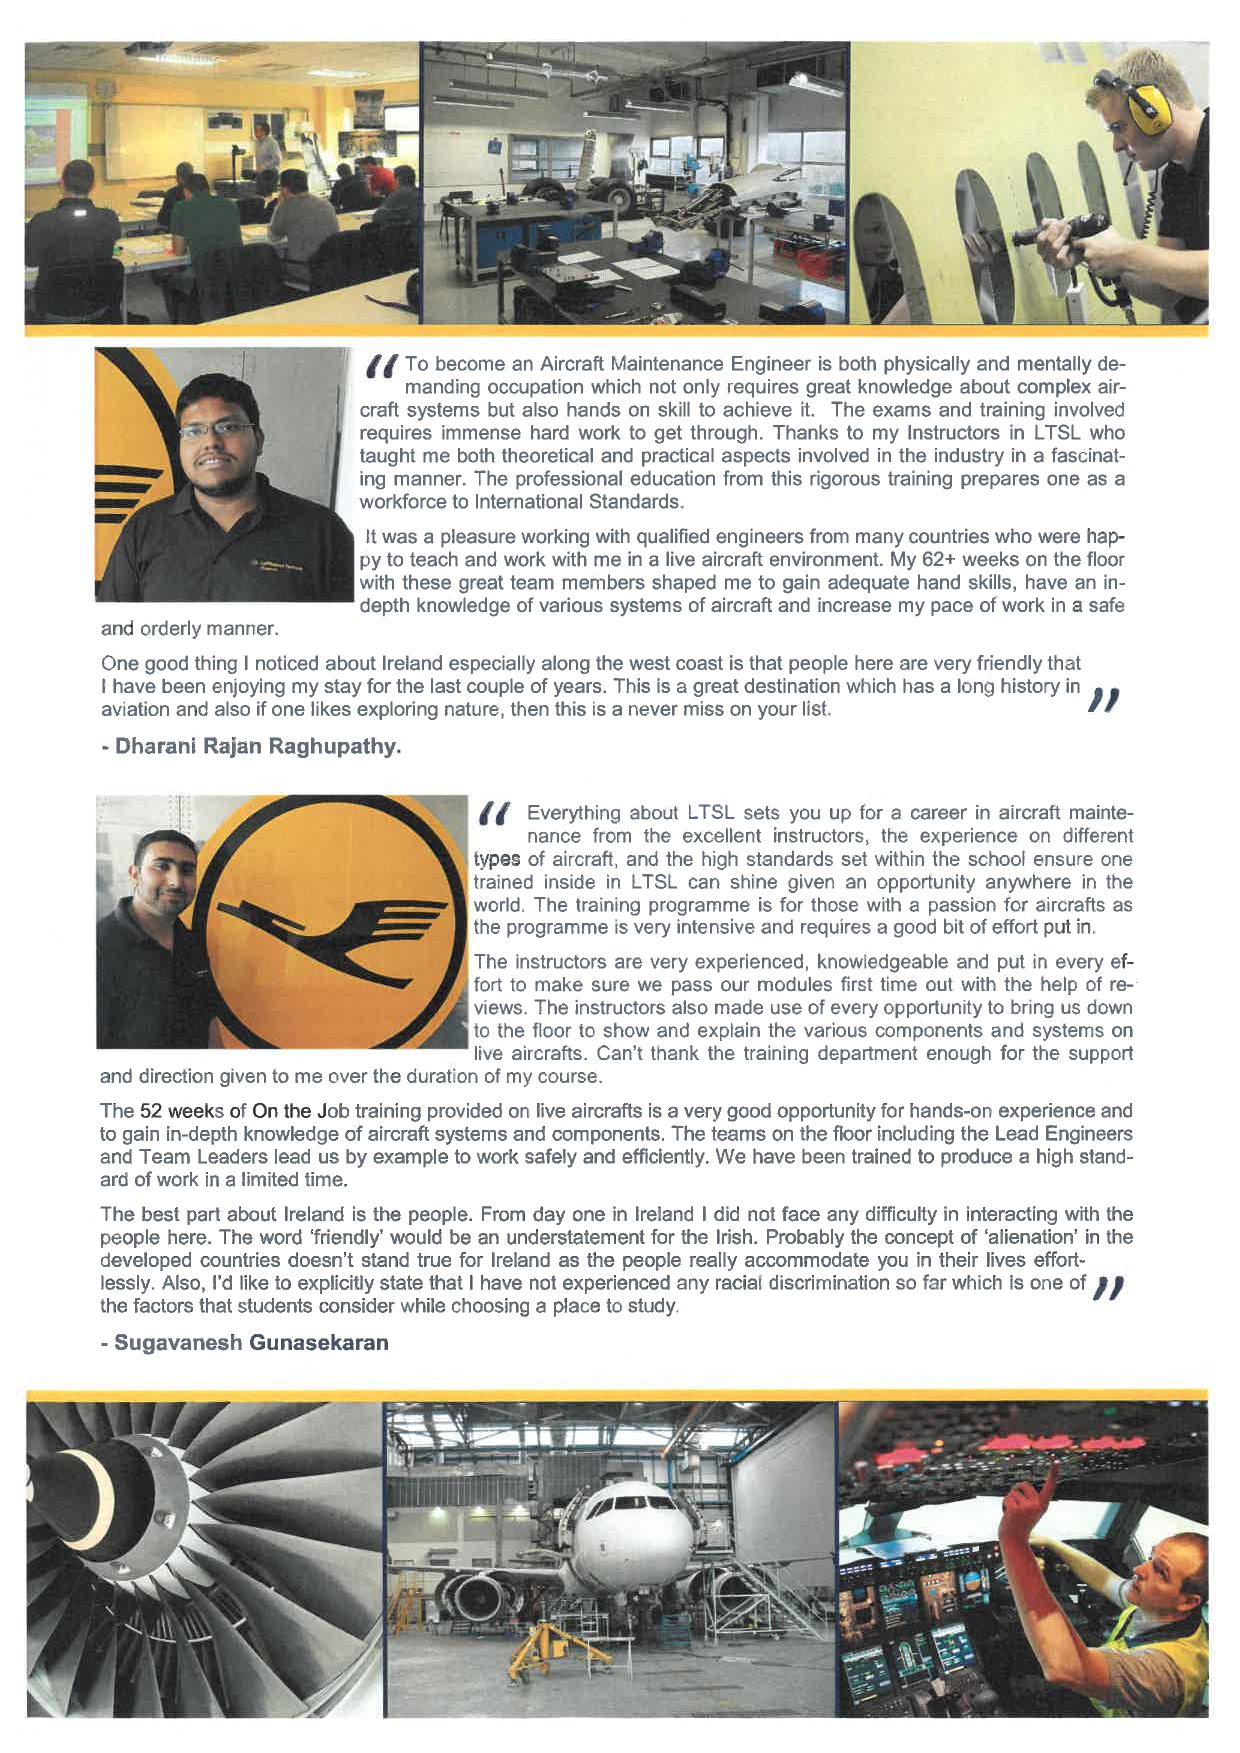 “ To become an Aircraft Maintenance Engineer is both physically and mentally de-
manding occupation which not only requires great knowledge about complex air-
craft systems but also hands on skill to achieve it. The exams and training involved
requires immense hard work to get through. Thanks to my Instructors in LTSL who
taught me both theoretical and practical aspects involved in the industry in a fascinat-
ing manner. The professional education from this rigorous training prepares one as a
workforce to International Standards.
It was a pleasure working with qualified engineers from many countries who were hap-
py to teach and work with me in a live aircraft environment. My 62+ weeks on the floor
with these great team members shaped me to gain adequate hand skills, have an in-
depth knowledge of various systems of aircraft and increase my pace of work in a safe
and orderly manner.
One good thing I noticed about Ireland especially along the west coast is that people here are very friendly that
I have been enjoying my stay for the last couple of years. This is a great destination which has a long history in
aviation and also if one likes exploring nature, then this is a never miss on your list. ”
- Dharani Rajan Raghupathy.
“ Everything about LTSL sets you up for a career in aircraft mainte-
nance from the excellent instructors, the experience on different
types of aircraft, and the high standards set within the school ensure one
trained inside in LTSL can shine given an opportunity anywhere in the
world. The training programme is for those with a passion for aircrafts as
the programme is very intensive and requires a good bit of effort put in.
The instructors are very experienced, knowledgeable and put in every ef-
fort to make sure we pass our modules first time out with the help of re-
views. The instructors also made use of every opportunity to bring us down
to the floor to show and explain the various components and systems on
live aircrafts. Can't thank the training department enough for the support
and direction given to me over the duration of my course.
The 52 weeks of On the Job training provided on live aircrafts is a very good opportunity for hands-on experience and
to gain in-depth knowledge of aircraft systems and components. The teams on the floor including the Lead Engineers
and Team Leaders lead us by example to work safely and efficiently. We have been trained to produce a high stand-
ard of work in a limited time.
The best part about Ireland is the people. From day one in Ireland I did not face any difficulty in interacting with the
people here. The word 'friendly' would be an understatement for the Irish. Probably the concept of 'alienation' in the
developed countries doesn't stand true for Ireland as the people really accommodate you in their lives effort-
lessly. Also, I'd like to explicitly state that I have not experienced any racial discrimination so far which is one of ”
the factors that students consider while choosing a place to study.
- Sugavanesh Gunasekaran